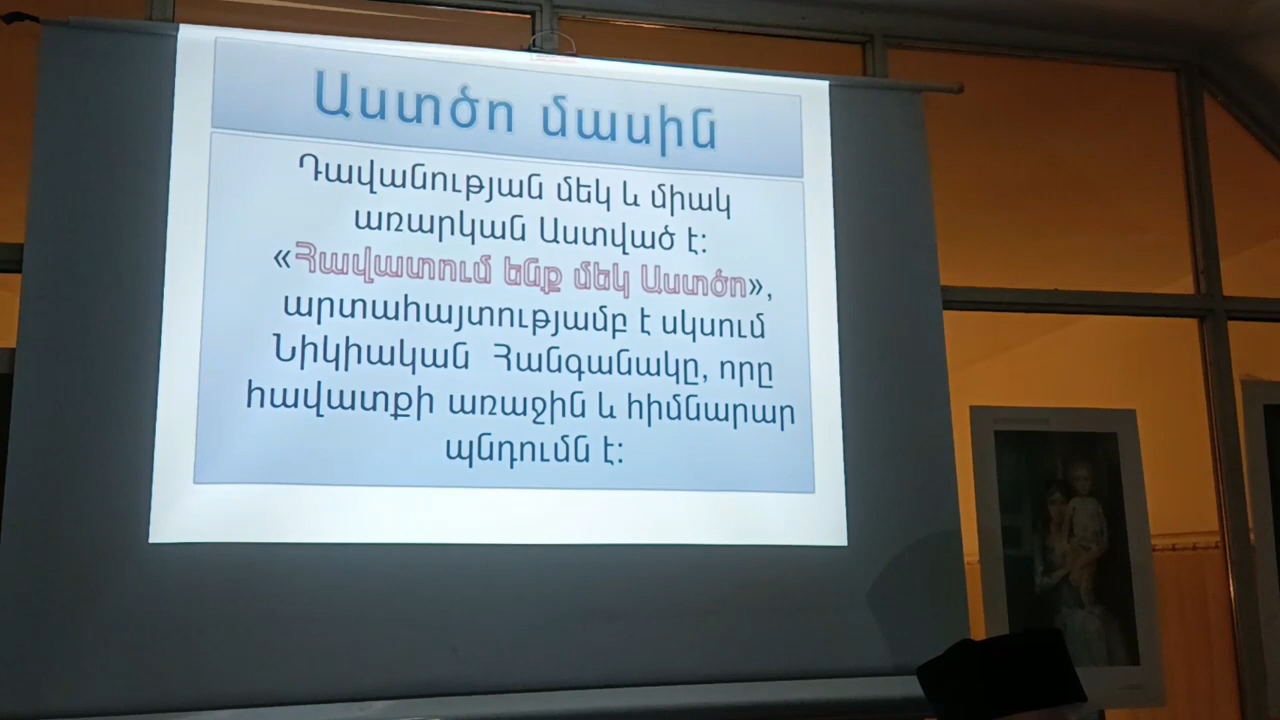 Աստծո մասին
Դավանության մեկ և միակ
առարկան Աստված է:
«Հավատում ենք մեկ Աստծո»,
արտահայտությամբ է սկսում
Նիկիական Հանգանակը, որը
հավատքի առաջին և հիմնարար
պնդումն է: